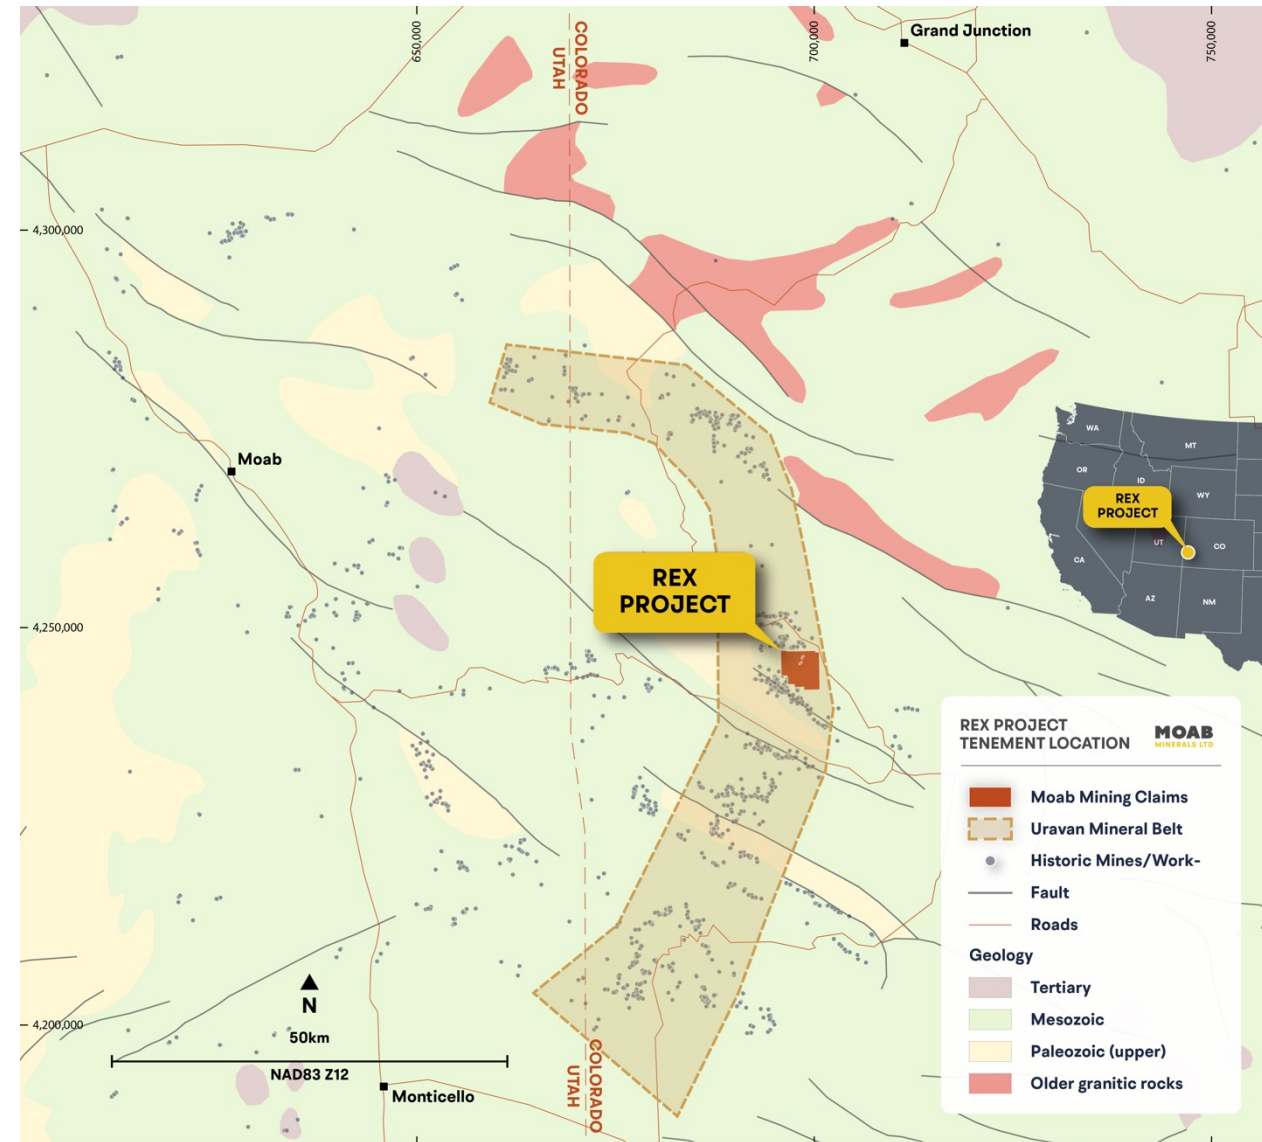 650,000
700,000
750,000
Grand Junction
COLORADO
UTAH
4,300,000
Moab
WA
MT
OR
ID
WY
REX
PROJECT
UT
CO
CA
AZ
NM
REX
PROJECT
4,250,000
REX PROJECT
TENEMENT LOCATION
MOAB
MINERALS LTD
Moab Mining Claims
Uravan Mineral Belt
Historic Mines/Work-
Fault
Roads
Geology
Tertiary
Mesozoic
Paleozoic (upper)
Older granitic rocks
N
4,200,000
50km
NAD83 Z12
COLORADO
UTAH
Monticello